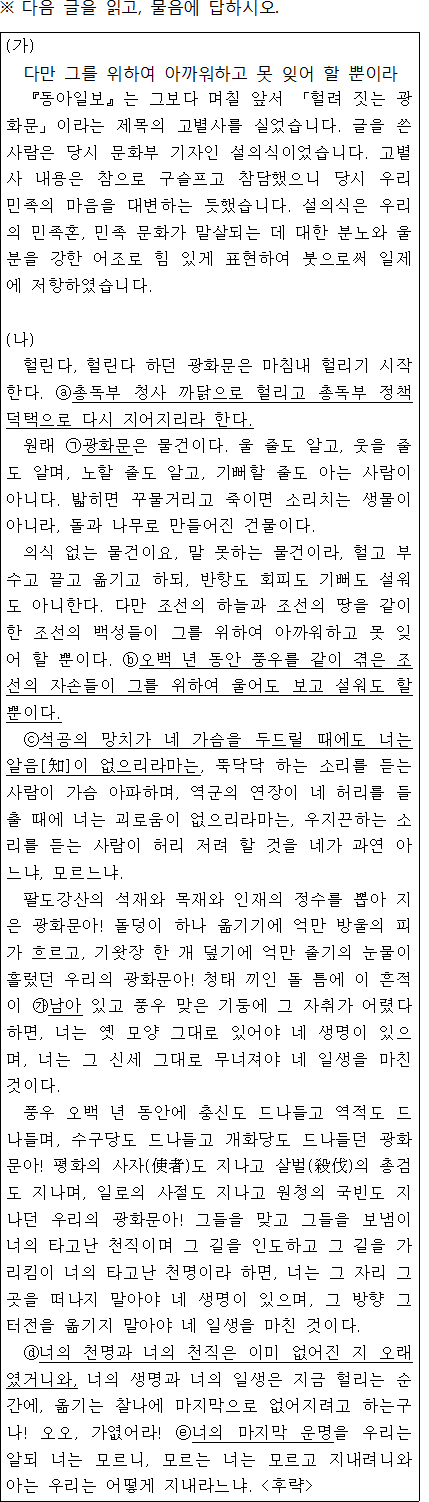 ※ 다음 글을 읽고, 물음에 답하시오.
(가)
다만 그를 위하여 아까워하고 못 잊어 할 뿐이라
『동아일보』는 그보다 며칠 앞서 「헐려 짓는 광
화문」이라는 제목의 고별사를 실었습니다. 글을 쓴
사람은 당시 문화부 기자인 설의식이었습니다. 고별
사 내용은 참으로 구슬프고 참담했으니 당시 우리
민족의 마음을 대변하는 듯했습니다. 설의식은 우리
의 민족혼, 민족 문화가 말살되는 데 대한 분노와 울
분을 강한 어조로 힘 있게 표현하여 붓으로써 일제
에 저항하였습니다.
(나)
헐린다, 헐린다 하던 광화문은 마침내 헐리기 시작
한다. ⓐ총독부 청사 까닭으로 헐리고 총독부 정책
덕택으로 다시 지어지리라 한다.
원래 ㉠광화문은 물건이다. 울 줄도 알고, 웃을 줄
도 알며, 노할 줄도 알고, 기뻐할 줄도 아는 사람이
아니다. 밟히면 꾸물거리고 죽이면 소리치는 생물이
아니라, 돌과 나무로 만들어진 건물이다.
의식 없는 물건이요, 말 못하는 물건이라, 헐고 부
수고 끌고 옮기고 하되, 반항도 회피도 기뻐도 설워
도 아니한다. 다만 조선의 하늘과 조선의 땅을 같이
한 조선의 백성들이 그를 위하여 아까워하고 못 잊
어 할 뿐이다. ⓑ오백 년 동안 풍우를 같이 겪은 조
선의 자손들이 그를 위하여 울어도 보고 설워도 할
뿐이다.
ⓒ석공의 망치가 네 가슴을 두드릴 때에도 너는
알음[知]이 없으리라마는, 뚝닥닥 하는 소리를 듣는
사람이 가슴 아파하며, 역군의 연장이 네 허리를 들
출 때에 너는 괴로움이 없으리라마는, 우지끈하는 소
리를 듣는 사람이 허리 저려 할 것을 네가 과연 아
느냐, 모르느냐.
팔도강산의 석재와 목재와 인재의 정수를 뽑아 지
은 광화문아! 돌덩이 하나 옮기기에 억만 방울의 피
가 흐르고, 기왓장 한 개 덮기에 억만 줄기의 눈물이
흘렀던 우리의 광화문아! 청태 끼인 돌 틈에 이 흔적
이 ㉮남아 있고 풍우 맞은 기둥에 그 자취가 어렸다
하면, 너는 옛 모양 그대로 있어야 네 생명이 있으
며, 너는 그 신세 그대로 무너져야 네 일생을 마친
것이다.
풍우 오백 년 동안에 충신도 드나들고 역적도 드
나들며, 수구당도 드나들고 개화당도 드나들던 광화
문아! 평화의 사자(使者)도 지나고 살벌(殺伐)의 총검
도 지나며, 일로의 사절도 지나고 원청의 국빈도 지
나던 우리의 광화문아! 그들을 맞고 그들을 보냄이
너의 타고난 천직이며 그 길을 인도하고 그 길을 가
리킴이 너의 타고난 천명이라 하면, 너는 그 자리 그
곳을 떠나지 말아야 네 생명이 있으며, 그 방향 그
터전을 옮기지 말아야 네 일생을 마친 것이다.
ⓓ너의 천명과 너의 천직은 이미 없어진 지 오래
였거니와, 너의 생명과 너의 일생은 지금 헐리는 순
간에, 옮기는 찰나에 마지막으로 없어지려고 하는구
나! 오오, 가엾어라! ⓔ너의 마지막 운명을 우리는
알되 너는 모르니, 모르는 너는 모르고 지내려니와
아는 우리는 어떻게 지내라느냐. <후략>